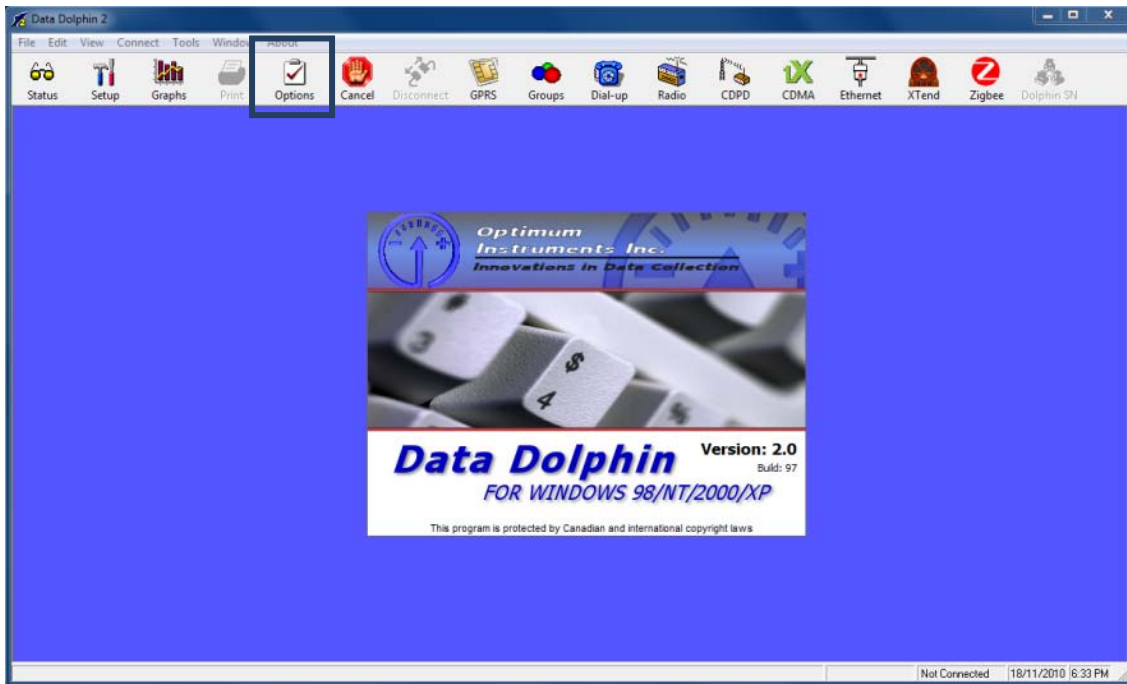 Data Dolphin 2
File Edit View Connect Tools Window About
Status Setup Graphs Print Options Cancel Disconnect GPRS Groups Dial-up Radio CDPD CDMA Ethernet XTend Zigbee Dolphin SN
Optimum
Instruments Inc.
Innovations in Data Collection
3
$
4
Data Dolphin
Version: 2.0
Build: 97
FOR WINDOWS 98/NT/2000/XP
This program is protected by Canadian and international copyright laws
Not Connected 18/11/2010 6:33 PM